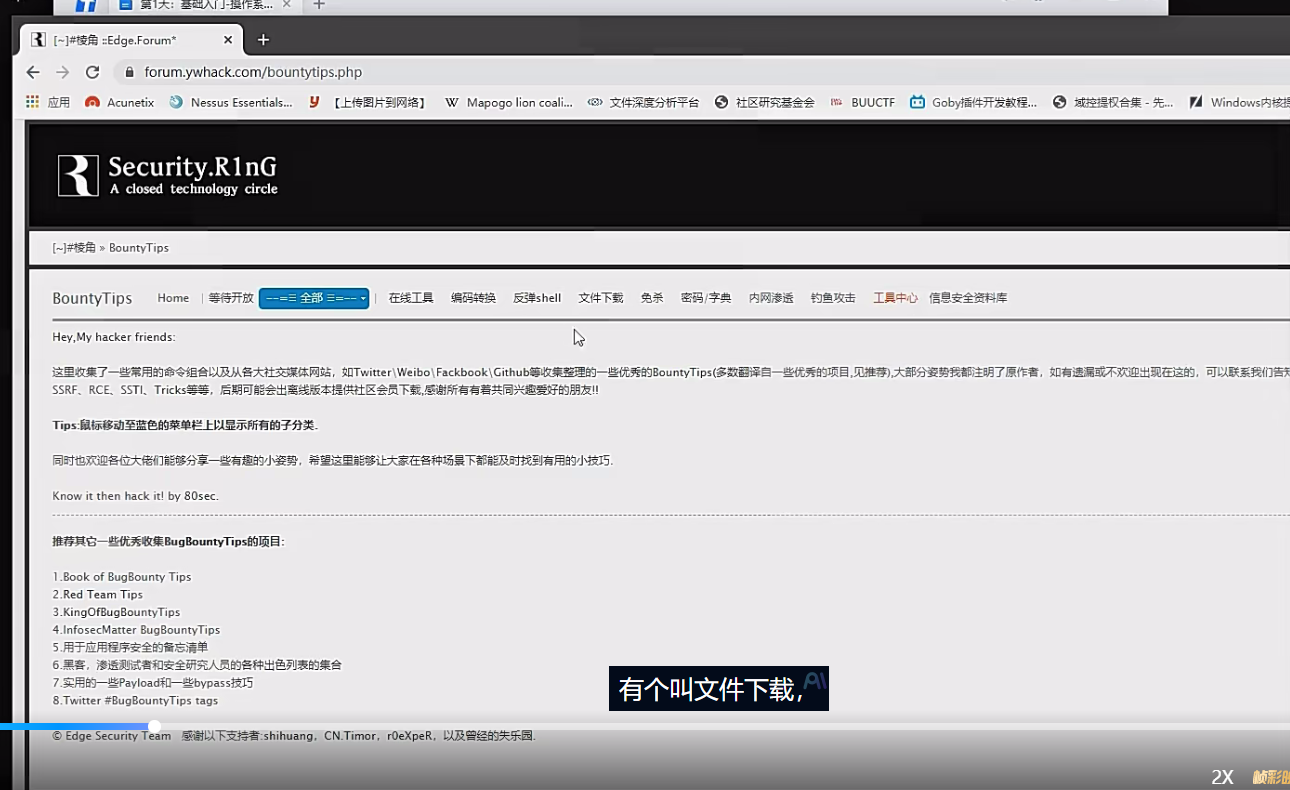 第1天：基础入门-操作系...
[~]#棱角 ::Edge.Forum*
forum.ywhack.com/bountytips.php
应用 Acunetix Nessus Essentials... 【上传图片到网络】 Mapogo lion coali... 文件深度分析平台 社区研究基金会 BUUCTF Goby插件开发教程... 域控提权合集 - 先... Windows内核提
Security.R1nG
A closed technology circle
[~]#棱角 » BountyTips
BountyTips Home | 等待开放 --=≡ 全部 ≡=-- | 在线工具 编码转换 反弹shell 文件下载 免杀 密码/字典 内网渗透 钓鱼攻击 工具中心 信息安全资料库
Hey,My hacker friends:
这里收集了一些常用的命令组合以及从各大社交媒体网站，如Twitter\Weibo\Fackbook\Github等收集整理的一些优秀的BountyTips(多数翻译自一些优秀的项目,见推荐),大部分姿势我都注明了原作者，如有遗漏或不欢迎出现在这的，可以联系我们告知
SSRF、RCE、SSTI、Tricks等等，后期可能会出离线版本提供社区会员下载,感谢所有有着共同兴趣爱好的朋友!!
Tips:鼠标移动至蓝色的菜单栏上以显示所有的子分类.
同时也欢迎各位大佬们能够分享一些有趣的小姿势，希望这里能够让大家在各种场景下都能及时找到有用的小技巧.
Know it then hack it! by 80sec.
推荐其它一些优秀收集BugBountyTips的项目:
1.Book of BugBounty Tips
2.Red Team Tips
3.KingOfBugBountyTips
4.InfosecMatter BugBountyTips
5.用于应用程序安全的备忘清单
6.黑客，渗透测试者和安全研究人员的各种出色列表的集合
7.实用的一些Payload和一些bypass技巧
8.Twitter #BugBountyTips tags
有个叫文件下载,
AI
© Edge Security Team 感谢以下支持者:shihuang，CN.Timor，r0eXpeR，以及曾经的失乐园.
2X 帧彩